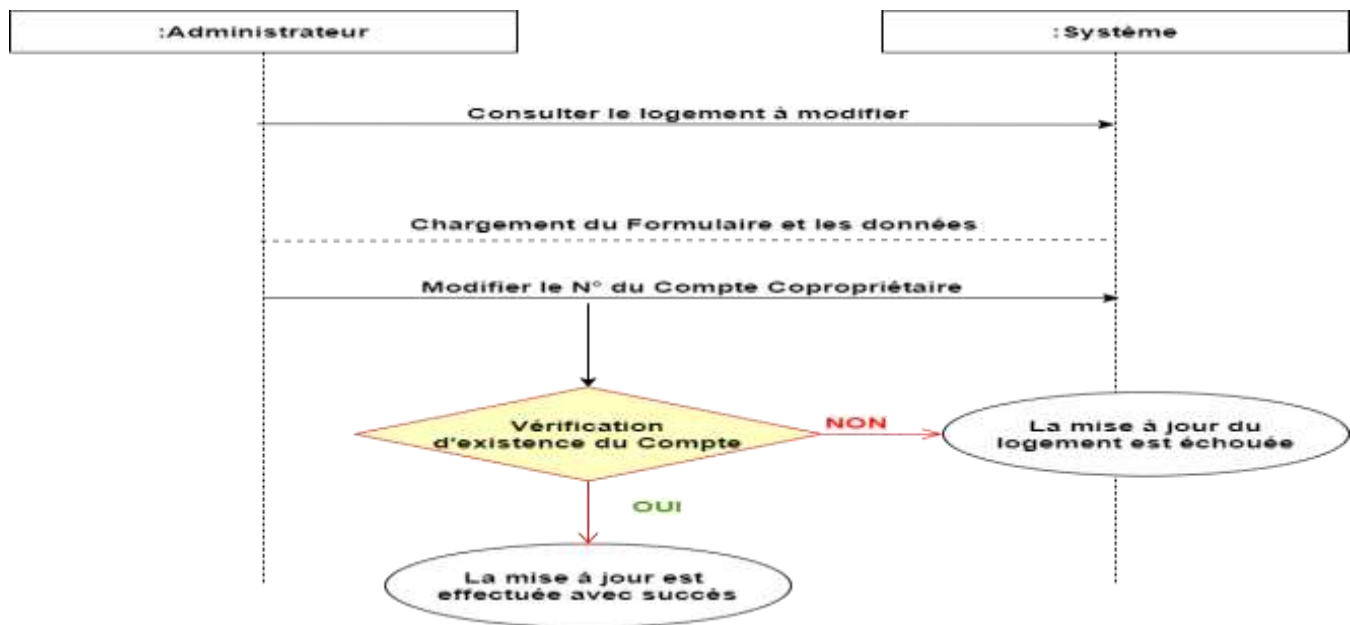 :Administrateur
:Système
Consulter le logement à modifier
Chargement du Formulaire et les données
Modifier le N° du Compte Copropriétaire
Vérification
d'existence du Compte
NON
La mise à jour du
logement est échouée
OUI
La mise à jour est
effectuée avec succès